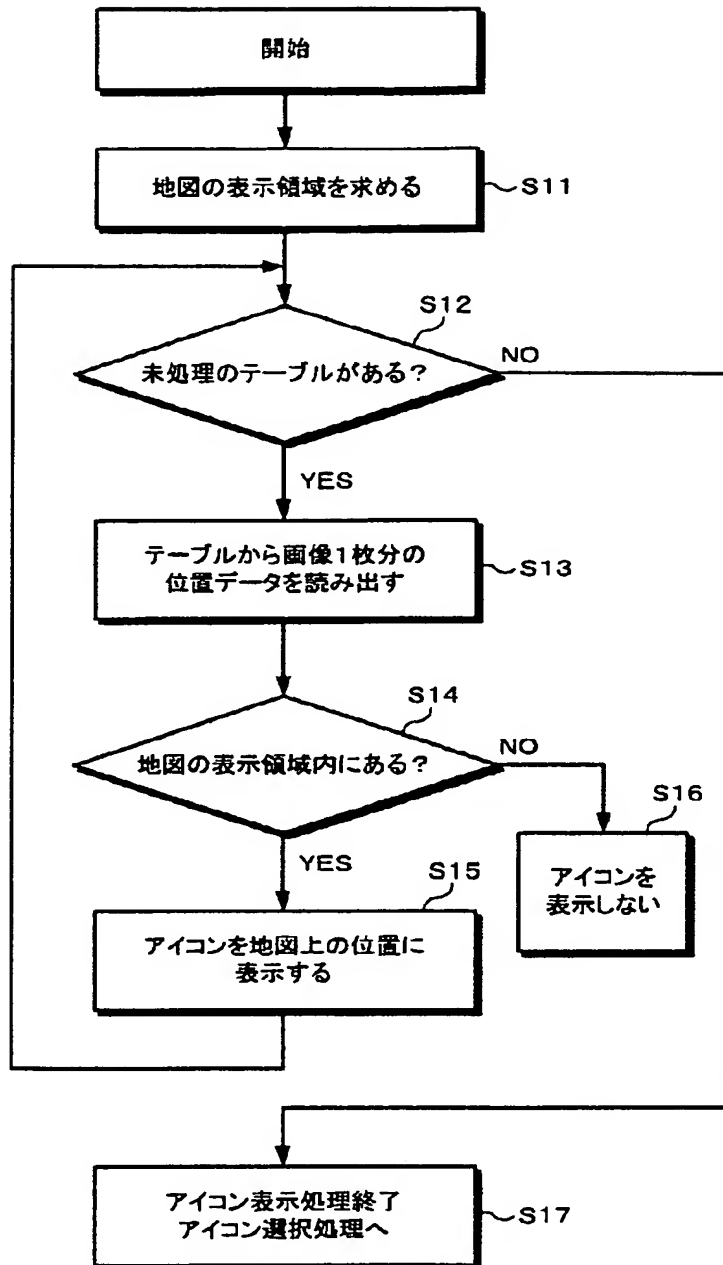 開始
地図の表示領域を求める
S11
S12
未処理のテーブルがある?
NO
YES
テーブルから画像1枚分の
位置データを読み出す
S13
S14
地図の表示領域内にある?
NO
YES
S16
アイコンを
表示しない
S15
アイコンを地図上の位置に
表示する
アイコン表示処理終了
アイコン選択処理へ
S17